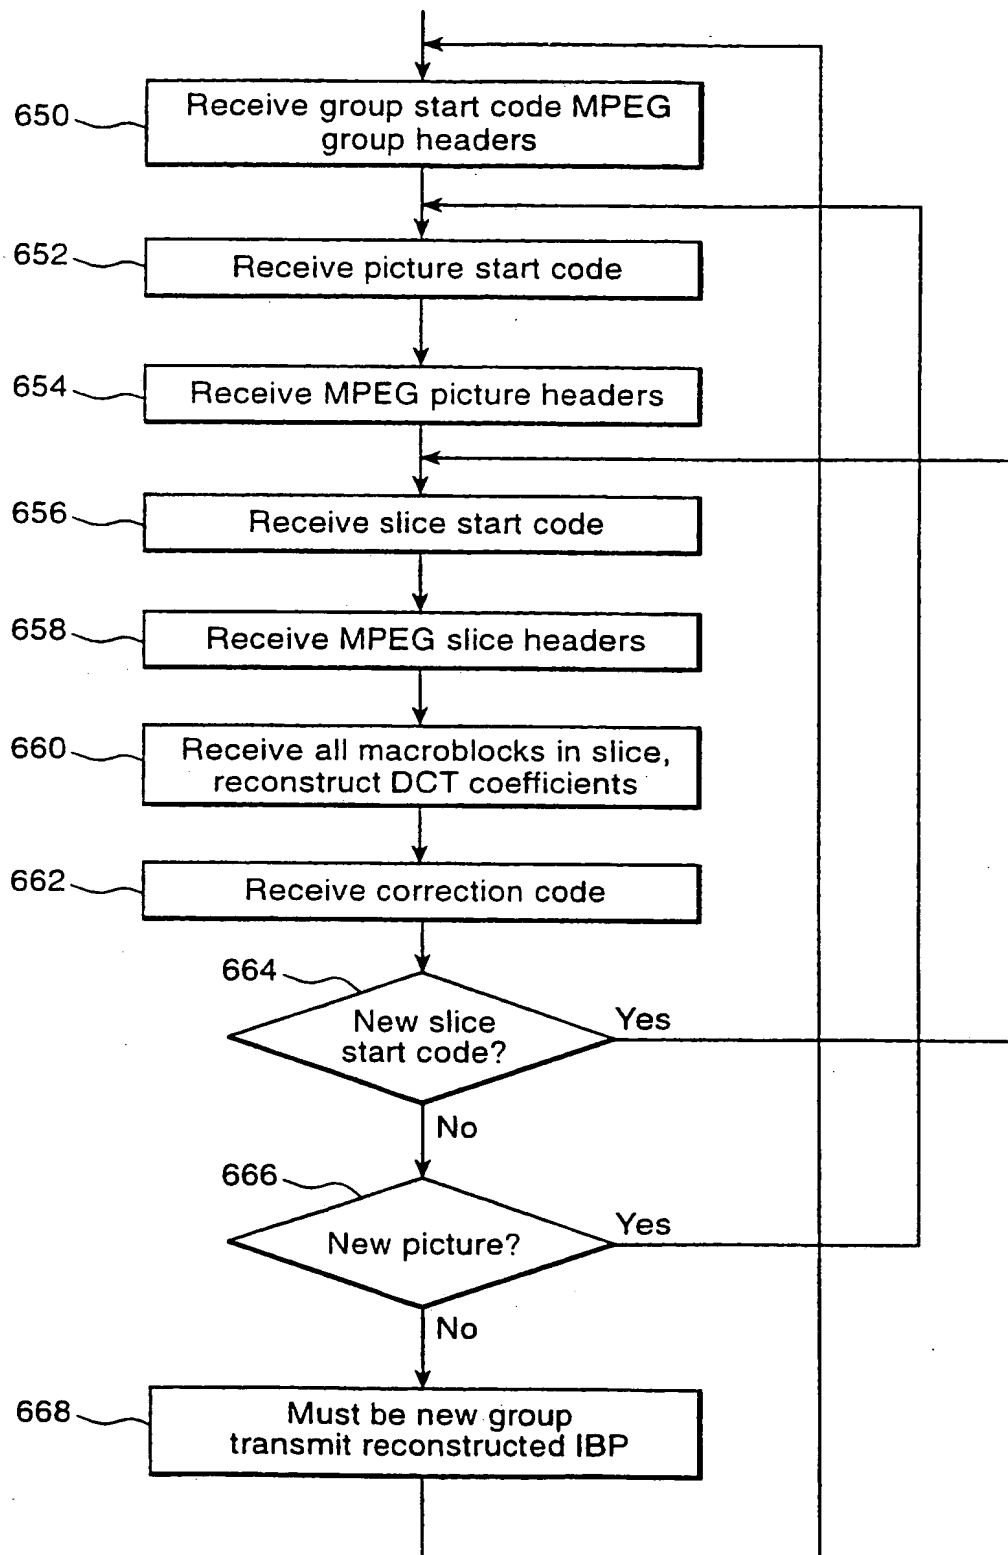 650
Receive group start code MPEG
group headers
652
Receive picture start code
654
Receive MPEG picture headers
656
Receive slice start code
658
Receive MPEG slice headers
660
Receive all macroblocks in slice,
reconstruct DCT coefficients
662
Receive correction code
664
New slice
start code?
Yes
No
666
New picture?
Yes
No
668
Must be new group
transmit reconstructed IBP